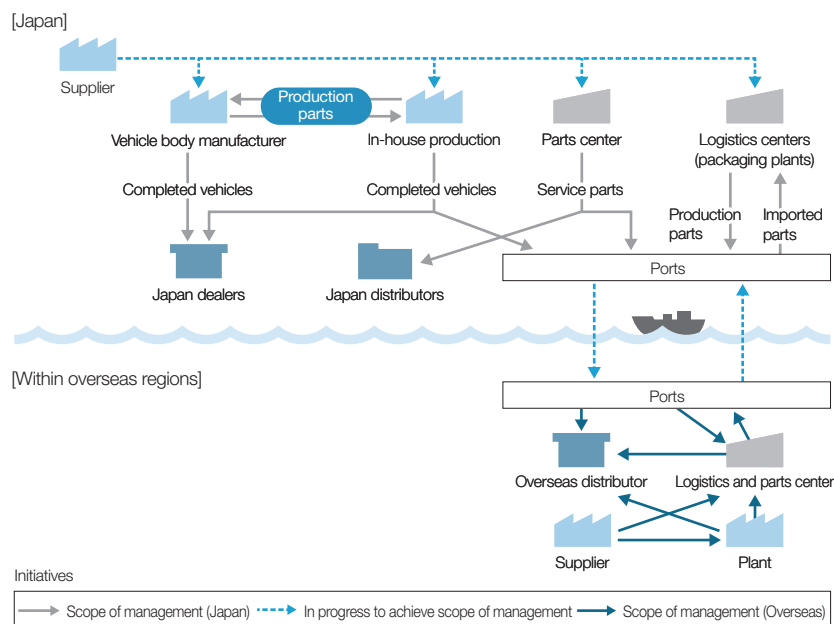 [Japan]
Supplier
Production
parts
Vehicle body manufacturer
In-house production
Parts center
Logistics centers
(packaging plants)
Completed vehicles
Completed vehicles
Service parts
Production
parts
Imported
parts
Ports
Japan dealers
Japan distributors
[Within overseas regions]
Ports
Overseas distributor
Logistics and parts center
Supplier
Plant
Initiatives
Scope of management (Japan)
In progress to achieve scope of management
Scope of management (Overseas)